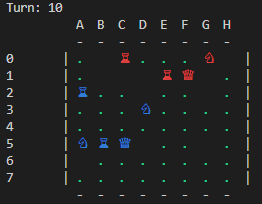 Turn: 10
A B C D E F G H
- - - - - - - -
0 | . ♜ . . ♘ |
1 | . ♖ ♕ . |
2 | ♖ . . . . . |
3 | . . . ♘ . . . |
4 | . . . . . . . . |
5 | ♘ ♖ ♕ . . . |
6 | . . . . . . . |
7 | . . . . . . . . |
- - - - - - - -